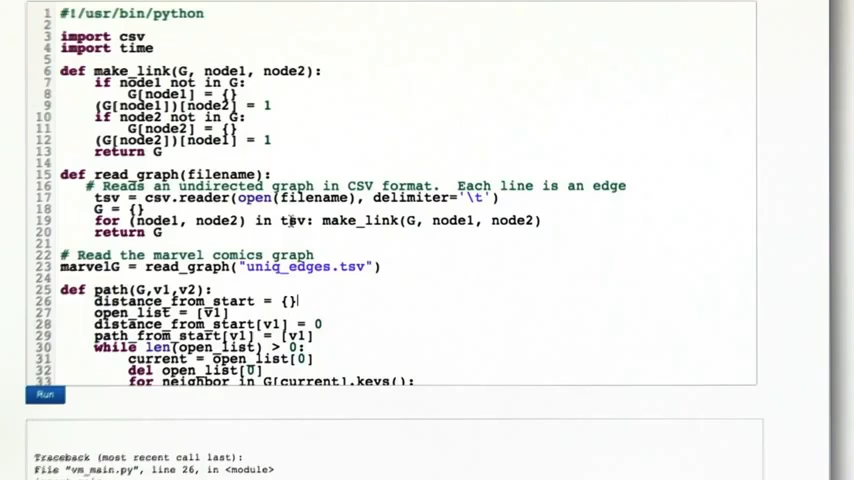 1 #!/usr/bin/python
2
3 import csv
4 import time
5
6 def make_link(G, node1, node2):
7 if node1 not in G:
8 G[node1] = {}
9 (G[node1])[node2] = 1
10 if node2 not in G:
11 G[node2] = {}
12 (G[node2])[node1] = 1
13 return G
14
15 def read_graph(filename):
16 # Reads an undirected graph in CSV format. Each line is an edge
17 tsv = csv.reader(open(filename), delimiter='\t')
18 G = {}
19 for (node1, node2) in tsv: make_link(G, node1, node2)
20 return G
21
22 # Read the marvel comics graph
23 marvelG = read_graph("uniq_edges.tsv")
24
25 def path(G,v1,v2):
26 distance_from_start = {}
27 open_list = [v1]
28 distance_from_start[v1] = 0
29 path_from_start[v1] = [v1]
30 while len(open_list) > 0:
31 current = open_list[0]
32 del open_list[0]
33 for neighbor in G[current].keys():
Run
Traceback (most recent call last):
File "vm_main.py", line 26, in <module>